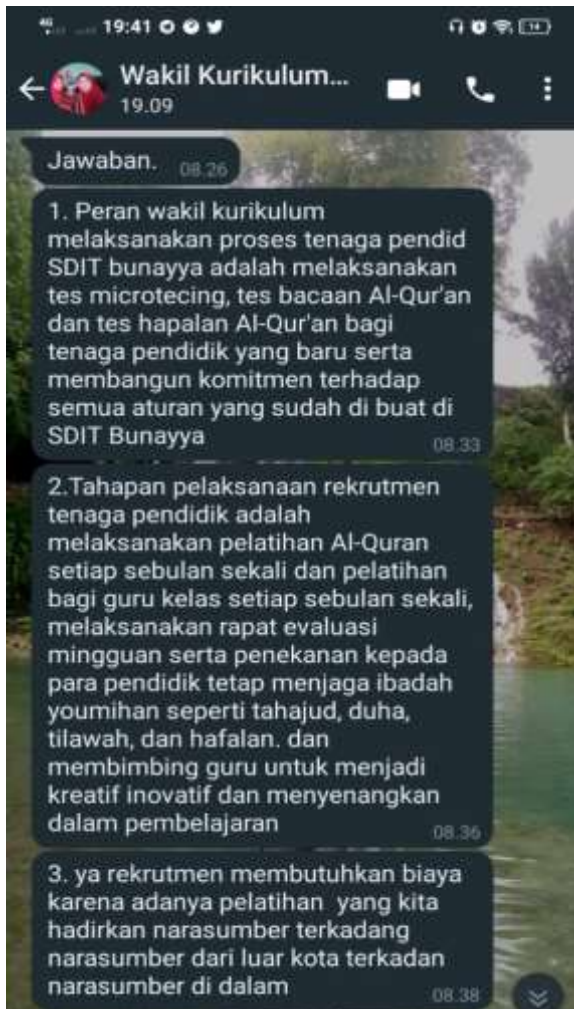 4G 19:41 14
Wakil Kurikulum...
19.09
Jawaban. 08.26
1. Peran wakil kurikulum
melaksanakan proses tenaga pendid
SDIT bunayya adalah melaksanakan
tes microtecing, tes bacaan Al-Qur'an
dan tes hapalan Al-Qur'an bagi
tenaga pendidik yang baru serta
membangun komitmen terhadap
semua aturan yang sudah di buat di
SDIT Bunayya 08.33
2.Tahapan pelaksanaan rekrutmen
tenaga pendidik adalah
melaksanakan pelatihan Al-Quran
setiap sebulan sekali dan pelatihan
bagi guru kelas setiap sebulan sekali,
melaksanakan rapat evaluasi
mingguan serta penekanan kepada
para pendidik tetap menjaga ibadah
youmihan seperti tahajud, duha,
tilawah, dan hafalan. dan
membimbing guru untuk menjadi
kreatif inovatif dan menyenangkan
dalam pembelajaran 08.36
3. ya rekrutmen membutuhkan biaya
karena adanya pelatihan yang kita
hadirkan narasumber terkadang
narasumber dari luar kota terkadan
narasumber di dalam 08.38